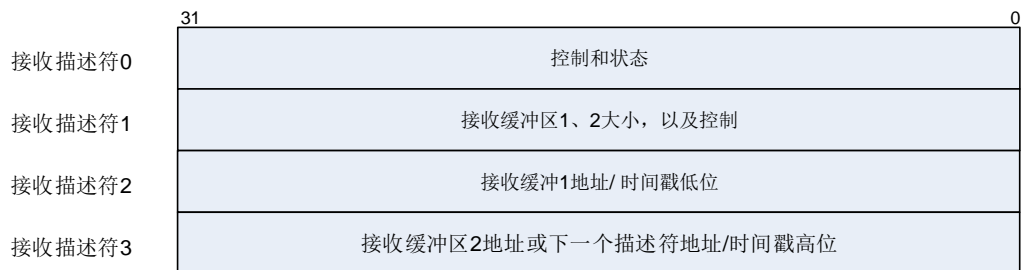 31 0
接收描述符0 控制和状态
接收描述符1 接收缓冲区1、2大小，以及控制
接收描述符2 接收缓冲1地址/ 时间戳低位
接收描述符3 接收缓冲区2地址或下一个描述符地址/时间戳高位